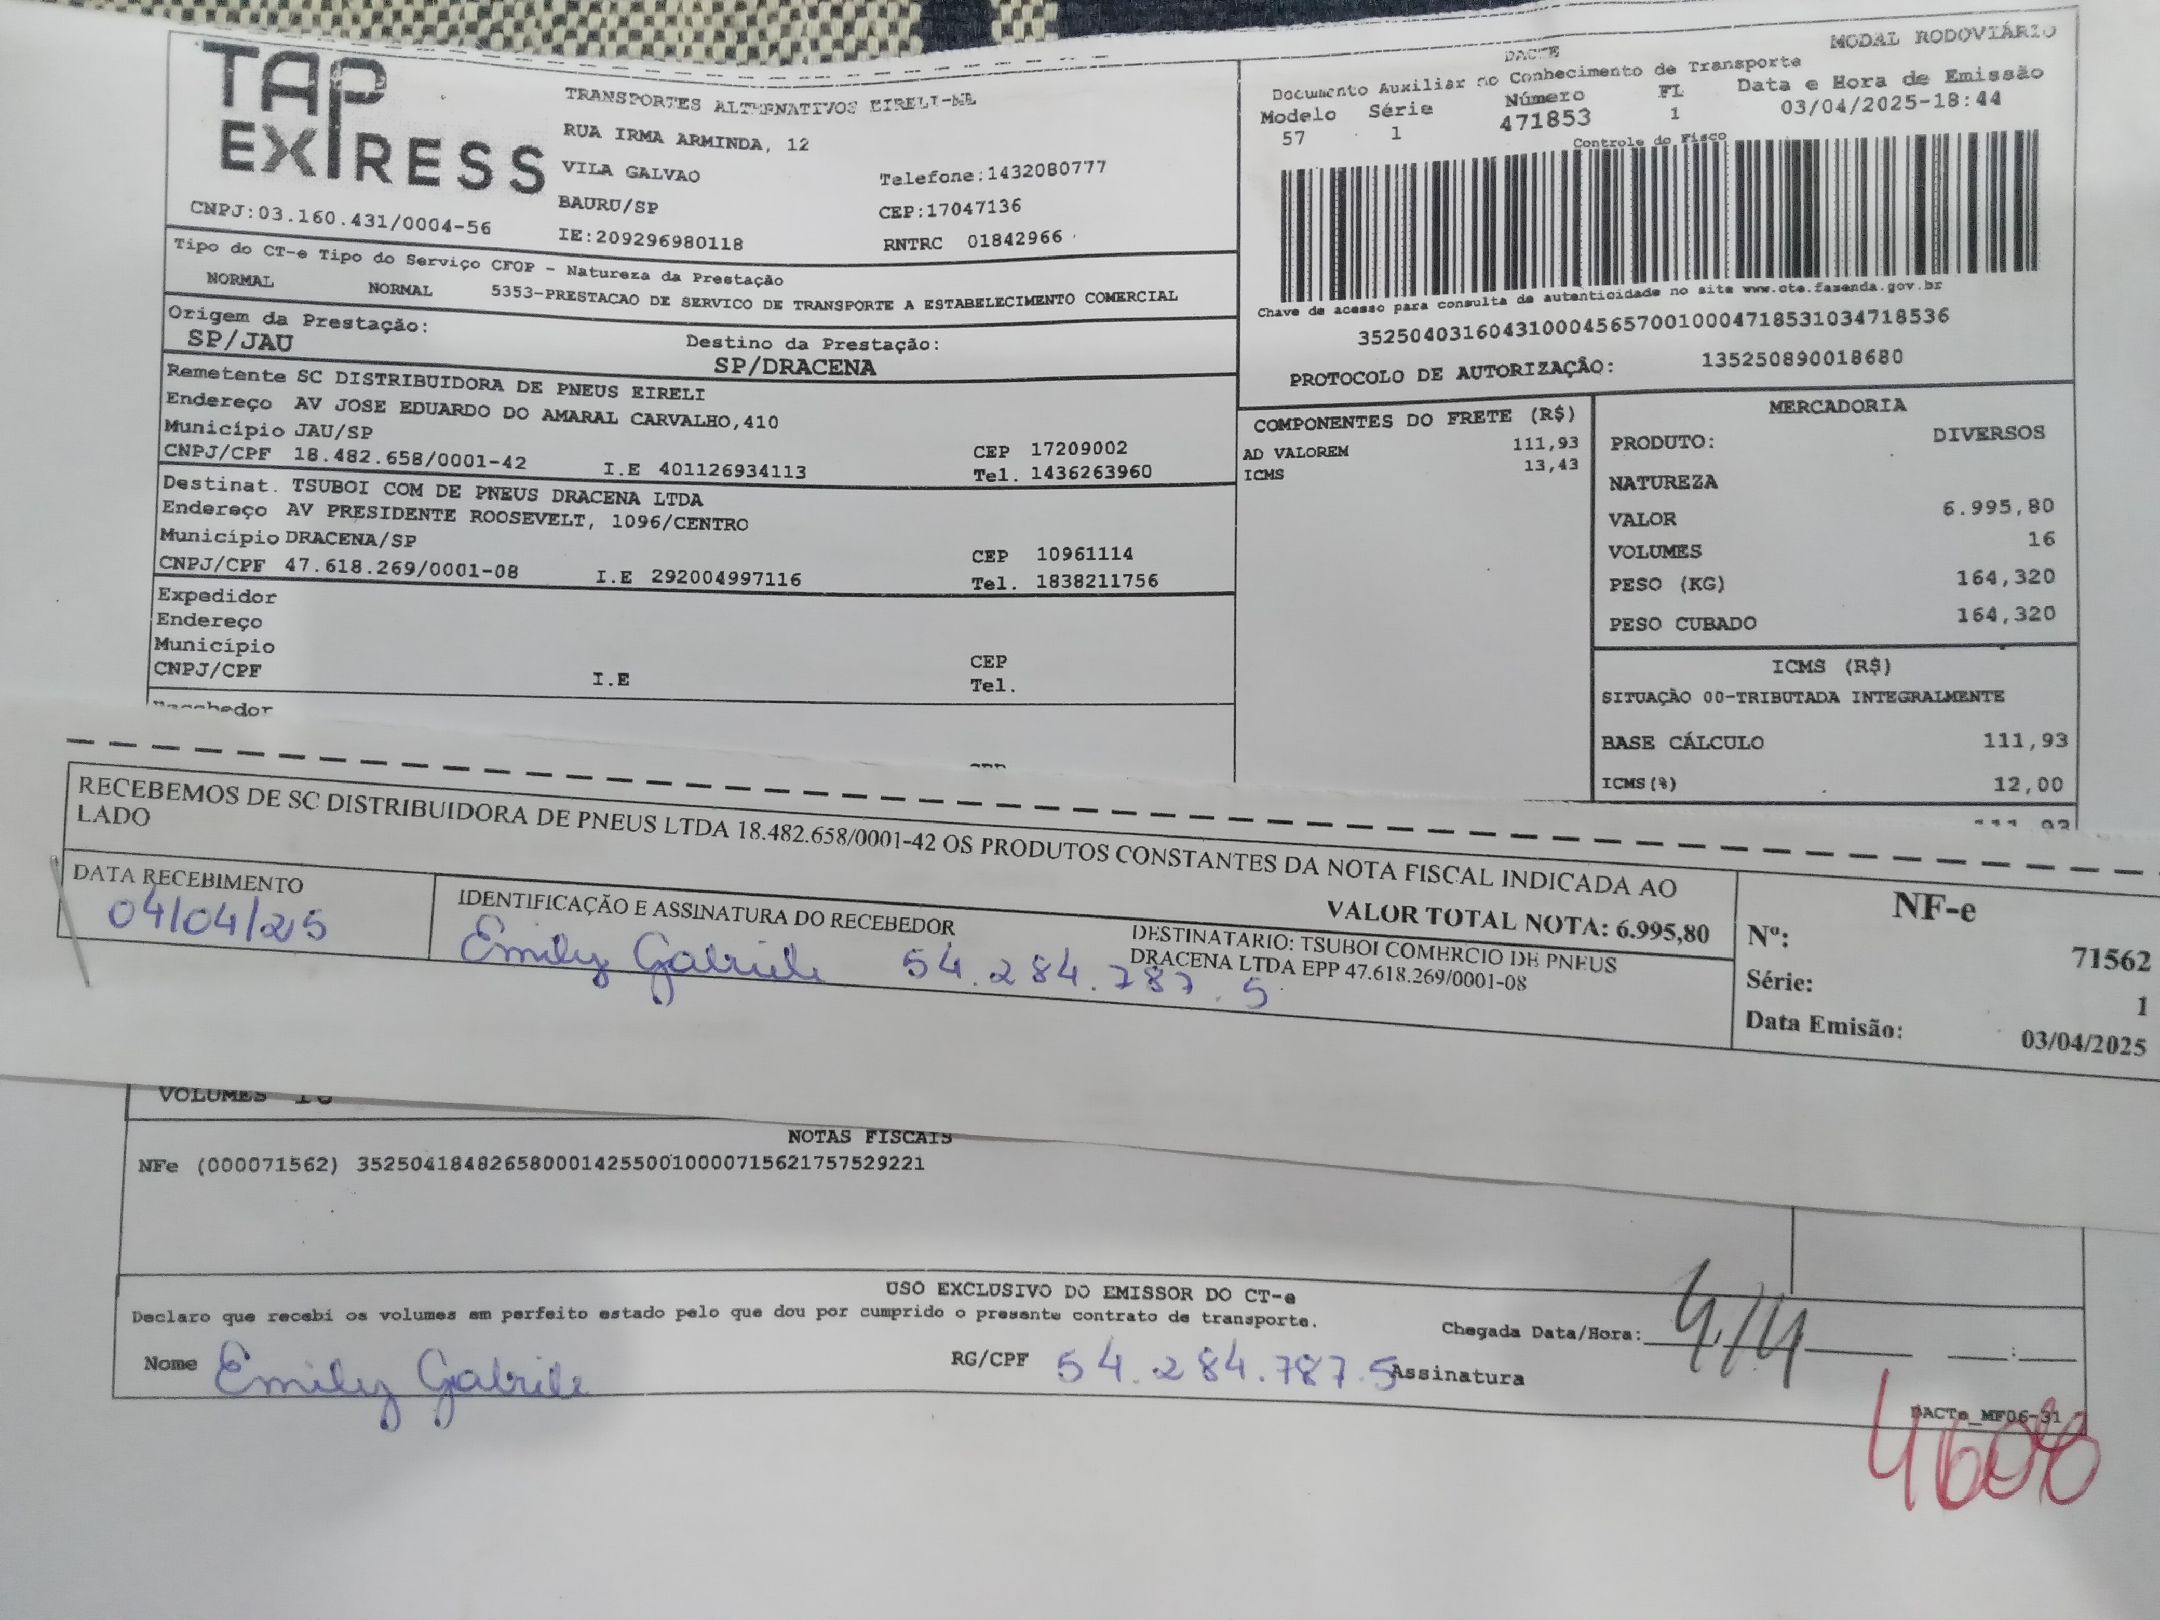 TAP EXPRESS
TRANSPORTES ALTERNATIVOS EIRELI-ME
RUA IRMA ARMINDA, 12
VILA GALVAO Telefone:1432080777
BAURU/SP CEP:17047136
CNPJ:03.160.431/0004-56 IE:209296980118 RNTRC 01842966
Tipo do CT-e Tipo do Serviço CFOP - Natureza da Prestação
NORMAL NORMAL 5353-PRESTACAO DE SERVICO DE TRANSPORTE A ESTABELECIMENTO COMERCIAL
Origem da Prestação: Destino da Prestação:
SP/JAU SP/DRACENA
Remetente SC DISTRIBUIDORA DE PNEUS EIRELI
Endereço AV JOSE EDUARDO DO AMARAL CARVALHO,410
Município JAU/SP CEP 17209002
CNPJ/CPF 18.482.658/0001-42 I.E 401126934113 Tel. 1436263960
Destinat. TSUBOI COM DE PNEUS DRACENA LTDA
Endereço AV PRESIDENTE ROOSEVELT, 1096/CENTRO
Município DRACENA/SP CEP 10961114
CNPJ/CPF 47.618.269/0001-08 I.E 292004997116 Tel. 1838211756
Expedidor
Endereço
Município CEP
CNPJ/CPF I.E Tel.
MODAL RODOVIÁRIO
DACTE
Documento Auxiliar do Conhecimento de Transporte
Modelo Série Número FL Data e Hora de Emissão
57 1 471853 1 03/04/2025-18:44
Controle do Fisco
Chave de acesso para consulta de autenticidade no site www.cte.fazenda.gov.br
35250403160431000456570010004718531034718536
PROTOCOLO DE AUTORIZAÇÃO: 135250890018680
COMPONENTES DO FRETE (R$)
AD VALOREM 111,93
ICMS 13,43
MERCADORIA
PRODUTO: DIVERSOS
NATUREZA
VALOR 6.995,80
VOLUMES 16
PESO (KG) 164,320
PESO CUBADO 164,320
ICMS (R$)
SITUAÇÃO 00-TRIBUTADA INTEGRALMENTE
BASE CÁLCULO 111,93
ICMS(%) 12,00
RECEBEMOS DE SC DISTRIBUIDORA DE PNEUS LTDA 18.482.658/0001-42 OS PRODUTOS CONSTANTES DA NOTA FISCAL INDICADA AO
LADO
VALOR TOTAL NOTA: 6.995,80
DATA RECEBIMENTO
04/04/25
IDENTIFICAÇÃO E ASSINATURA DO RECEBEDOR
Emily Gabriele 54.284.787.5
DESTINATARIO: TSUBOI COMERCIO DE PNEUS
DRACENA LTDA EPP 47.618.269/0001-08
NF-e
Nº: 71562
Série: 1
Data Emissão: 03/04/2025
VOLUMES 16
NOTAS FISCAIS
NFe (000071562) 35250418482658000142550010000715621757529221
USO EXCLUSIVO DO EMISSOR DO CT-e
Declaro que recebi os volumes em perfeito estado pelo que dou por cumprido o presente contrato de transporte.
Chegada Data/Hora: 4/4 :
Nome Emily Gabriele RG/CPF 54.284.787.5 Assinatura
DACTe_MF06-31